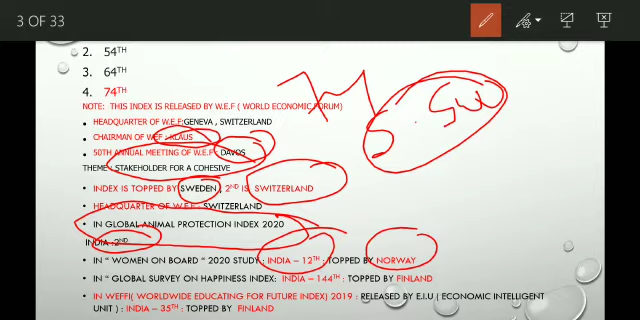 3 OF 33
2. 54TH
3. 64TH
4. 74TH
NOTE: THIS INDEX IS RELEASED BY W.E.F ( WORLD ECONOMIC FORUM)
• HEADQUARTER OF W.E.F:GENEVA , SWITZERLAND
• CHAIRMAN OF WEF : KLAUS
• 50TH ANNUAL MEETING OF W.E.F : DAVOS
THEME : STAKEHOLDER FOR A COHESIVE
• INDEX IS TOPPED BY SWEDEN , 2ND IS SWITZERLAND
• HEADQUARTER OF W.E.F : SWITZERLAND
• IN GLOBAL ANIMAL PROTECTION INDEX 2020
INDIA :2ND
• IN " WOMEN ON BOARD " 2020 STUDY : INDIA – 12TH : TOPPED BY NORWAY
• IN " GLOBAL SURVEY ON HAPPINESS INDEX: INDIA -144TH : TOPPED BY FINLAND
• IN WEFFI( WORLDWIDE EDUCATING FOR FUTURE INDEX) 2019 : RELEASED BY E.I.U ( ECONOMIC INTELLIGENT
UNIT ) : INDIA – 35TH : TOPPED BY FINLAND